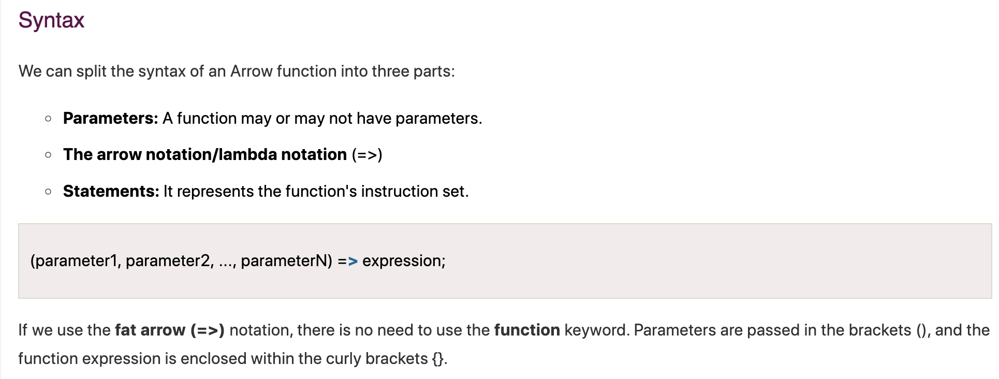 Syntax
We can split the syntax of an Arrow function into three parts:
Parameters: A function may or may not have parameters.
The arrow notation/lambda notation (=>)
Statements: It represents the function's instruction set.
(parameter1, parameter2, ..., parameterN) => expression;
If we use the fat arrow (=>) notation, there is no need to use the function keyword. Parameters are passed in the brackets (), and the
function expression is enclosed within the curly brackets {}.